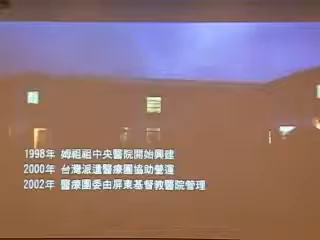 1998年 姆祖祖中央醫院開始興建
2000年 台灣派遣醫療團協助營運
2002年 醫療團委由屏東基督教醫院管理